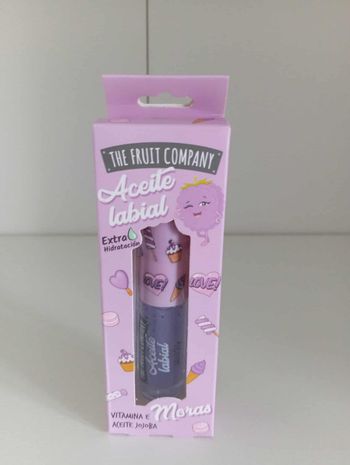 THE FRUIT COMPANY
Aceite
labial
Extra
Hidratación
LOVE!
LOVE!
Aceite
labial
VITAMINA E
ACEITE JOJOBA
Moras